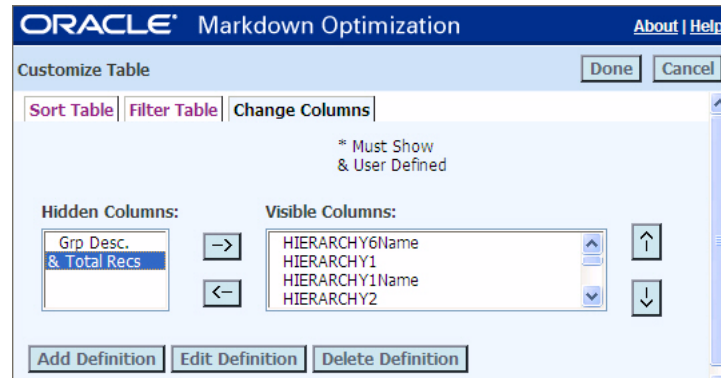 ORACLE® Markdown Optimization About | Help
Customize Table Done Cancel
Sort Table Filter Table Change Columns
* Must Show
& User Defined
Hidden Columns: Visible Columns:
Grp Desc. --> HIERARCHY6Name
& Total Recs HIERARCHY1
HIERARCHY1Name
<-- HIERARCHY2
Add Definition Edit Definition Delete Definition